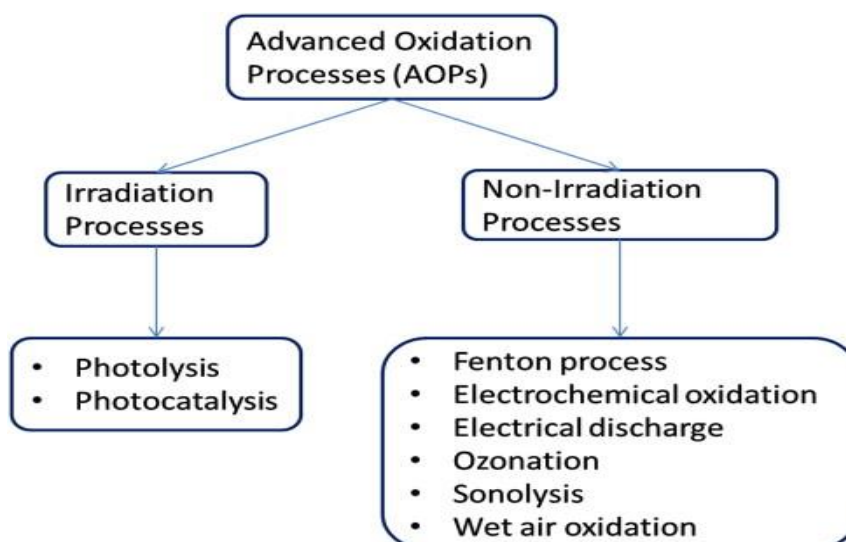 Advanced Oxidation
Processes (AOPs)
Irradiation
Processes
Non-Irradiation
Processes
• Photolysis
• Photocatalysis
• Fenton process
• Electrochemical oxidation
• Electrical discharge
• Ozonation
• Sonolysis
• Wet air oxidation